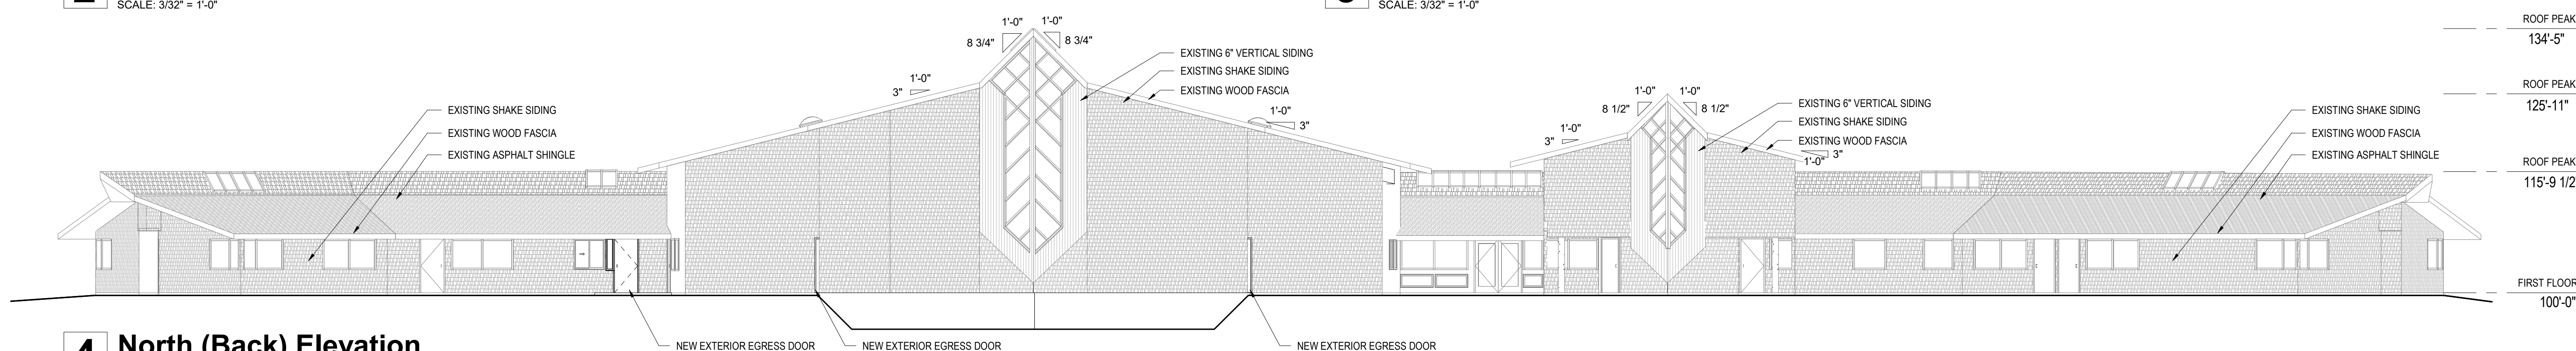 SCALE: 3/32" = 1'-0"
SCALE: 3/32" = 1'-0"
ROOF PEAK
134'-5"
1'-0"
1'-0"
8 3/4"
8 3/4"
EXISTING 6" VERTICAL SIDING
EXISTING SHAKE SIDING
EXISTING WOOD FASCIA
1'-0"
3"
1'-0"
3"
EXISTING SHAKE SIDING
EXISTING WOOD FASCIA
EXISTING ASPHALT SHINGLE
1'-0"
1'-0"
8 1/2"
8 1/2"
EXISTING 6" VERTICAL SIDING
EXISTING SHAKE SIDING
EXISTING WOOD FASCIA
1'-0"
3"
3"
1'-0"
EXISTING SHAKE SIDING
EXISTING WOOD FASCIA
EXISTING ASPHALT SHINGLE
ROOF PEAK
125'-11"
ROOF PEAK
115'-9 1/2
FIRST FLOOR
100'-0"
NEW EXTERIOR EGRESS DOOR
NEW EXTERIOR EGRESS DOOR
NEW EXTERIOR EGRESS DOOR
4
North (Back) Elevation